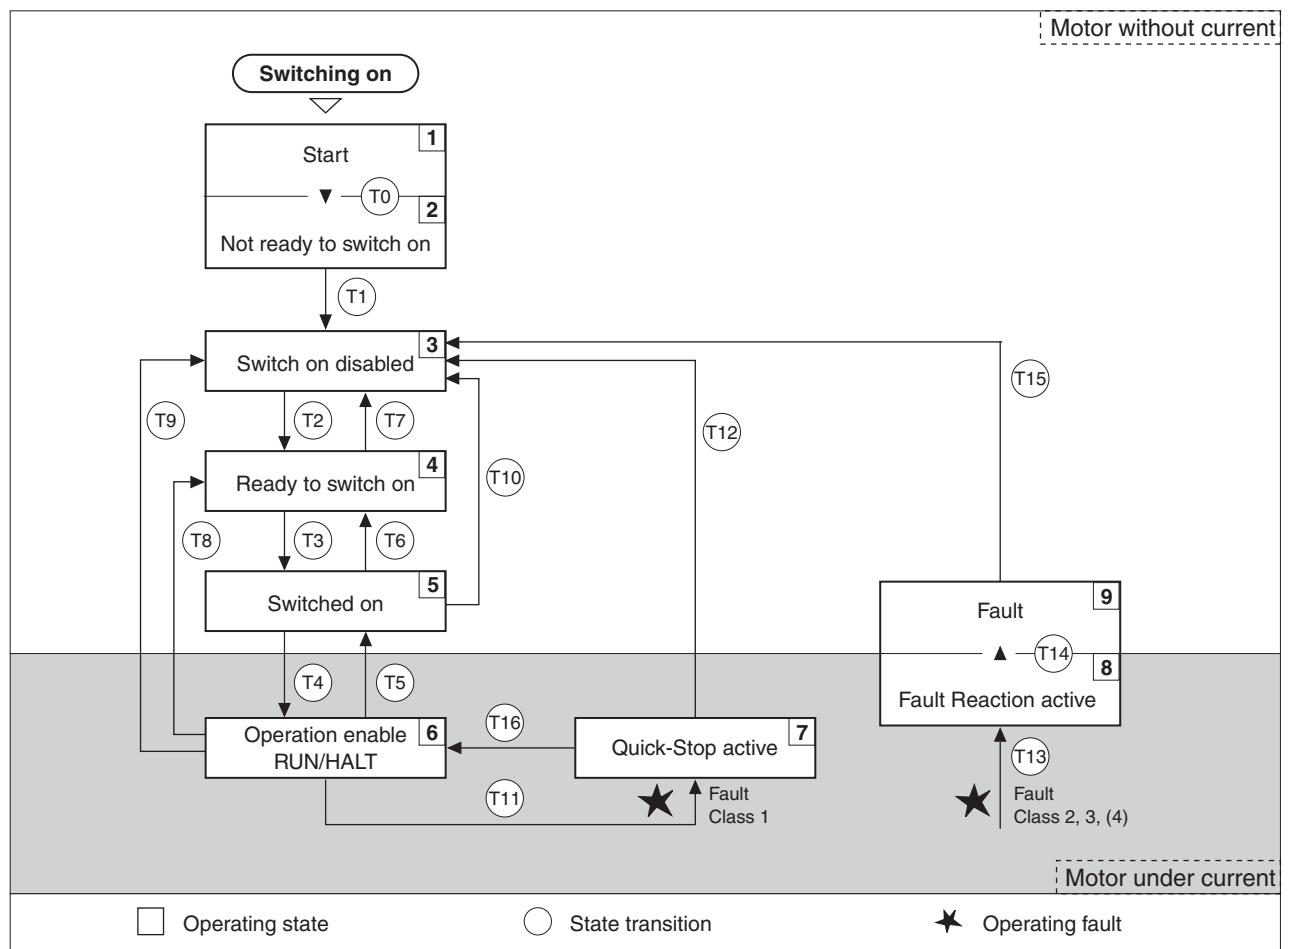 Motor without current
Switching on
1
Start
T0
2
Not ready to switch on
T1
3
Switch on disabled
T15
T9
T2
T7
T12
4
Ready to switch on
T10
T8
T3
T6
5
Switched on
9
Fault
T14
8
Fault Reaction active
T4
T5
T16
Operation enable
RUN/HALT
6
7
Quick-Stop active
T13
T11
Fault
Class 1
Fault
Class 2, 3, (4)
Motor under current
Operating state
State transition
Operating fault